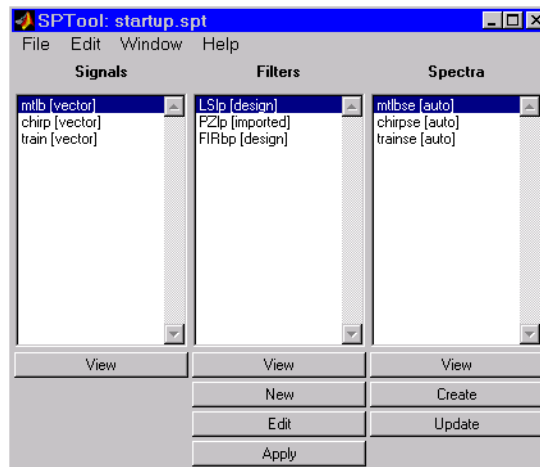 SPTool: startup.spt
File Edit Window Help
Signals Filters Spectra
mtlb [vector] LSlp [design] mtlbse [auto]
chirp [vector] PZlp [imported] chirpse [auto]
train [vector] FIRbp [design] trainse [auto]
View View View
New Create
Edit Update
Apply